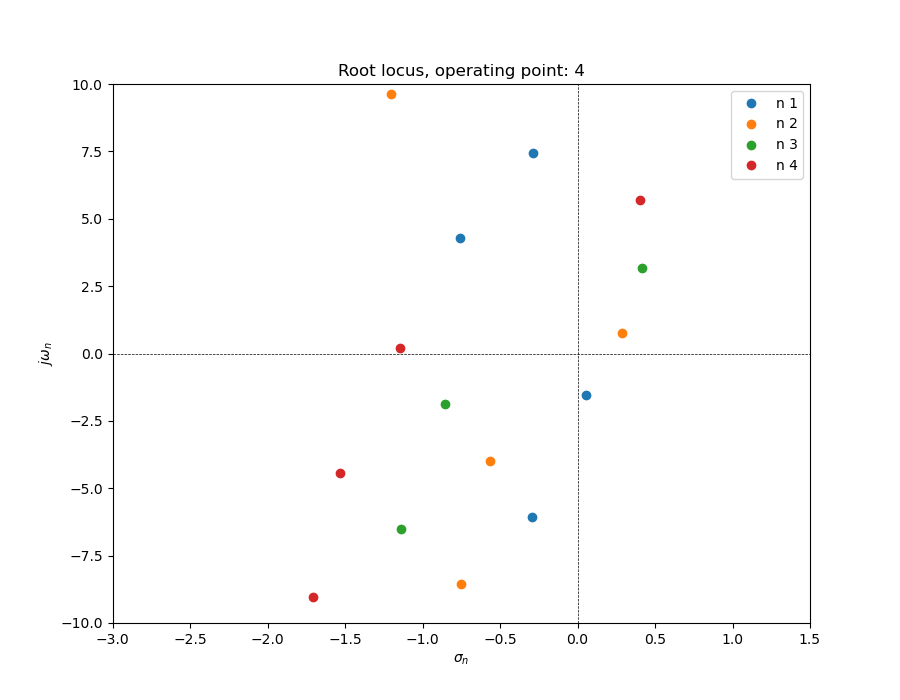 Root locus, operating point: 4
10.0
7.5
5.0
2.5
0.0
−2.5
−5.0
−7.5
−10.0
jωₙ
n 1
n 2
n 3
n 4
−3.0 −2.5 −2.0 −1.5 −1.0 −0.5 0.0 0.5 1.0 1.5
σₙ